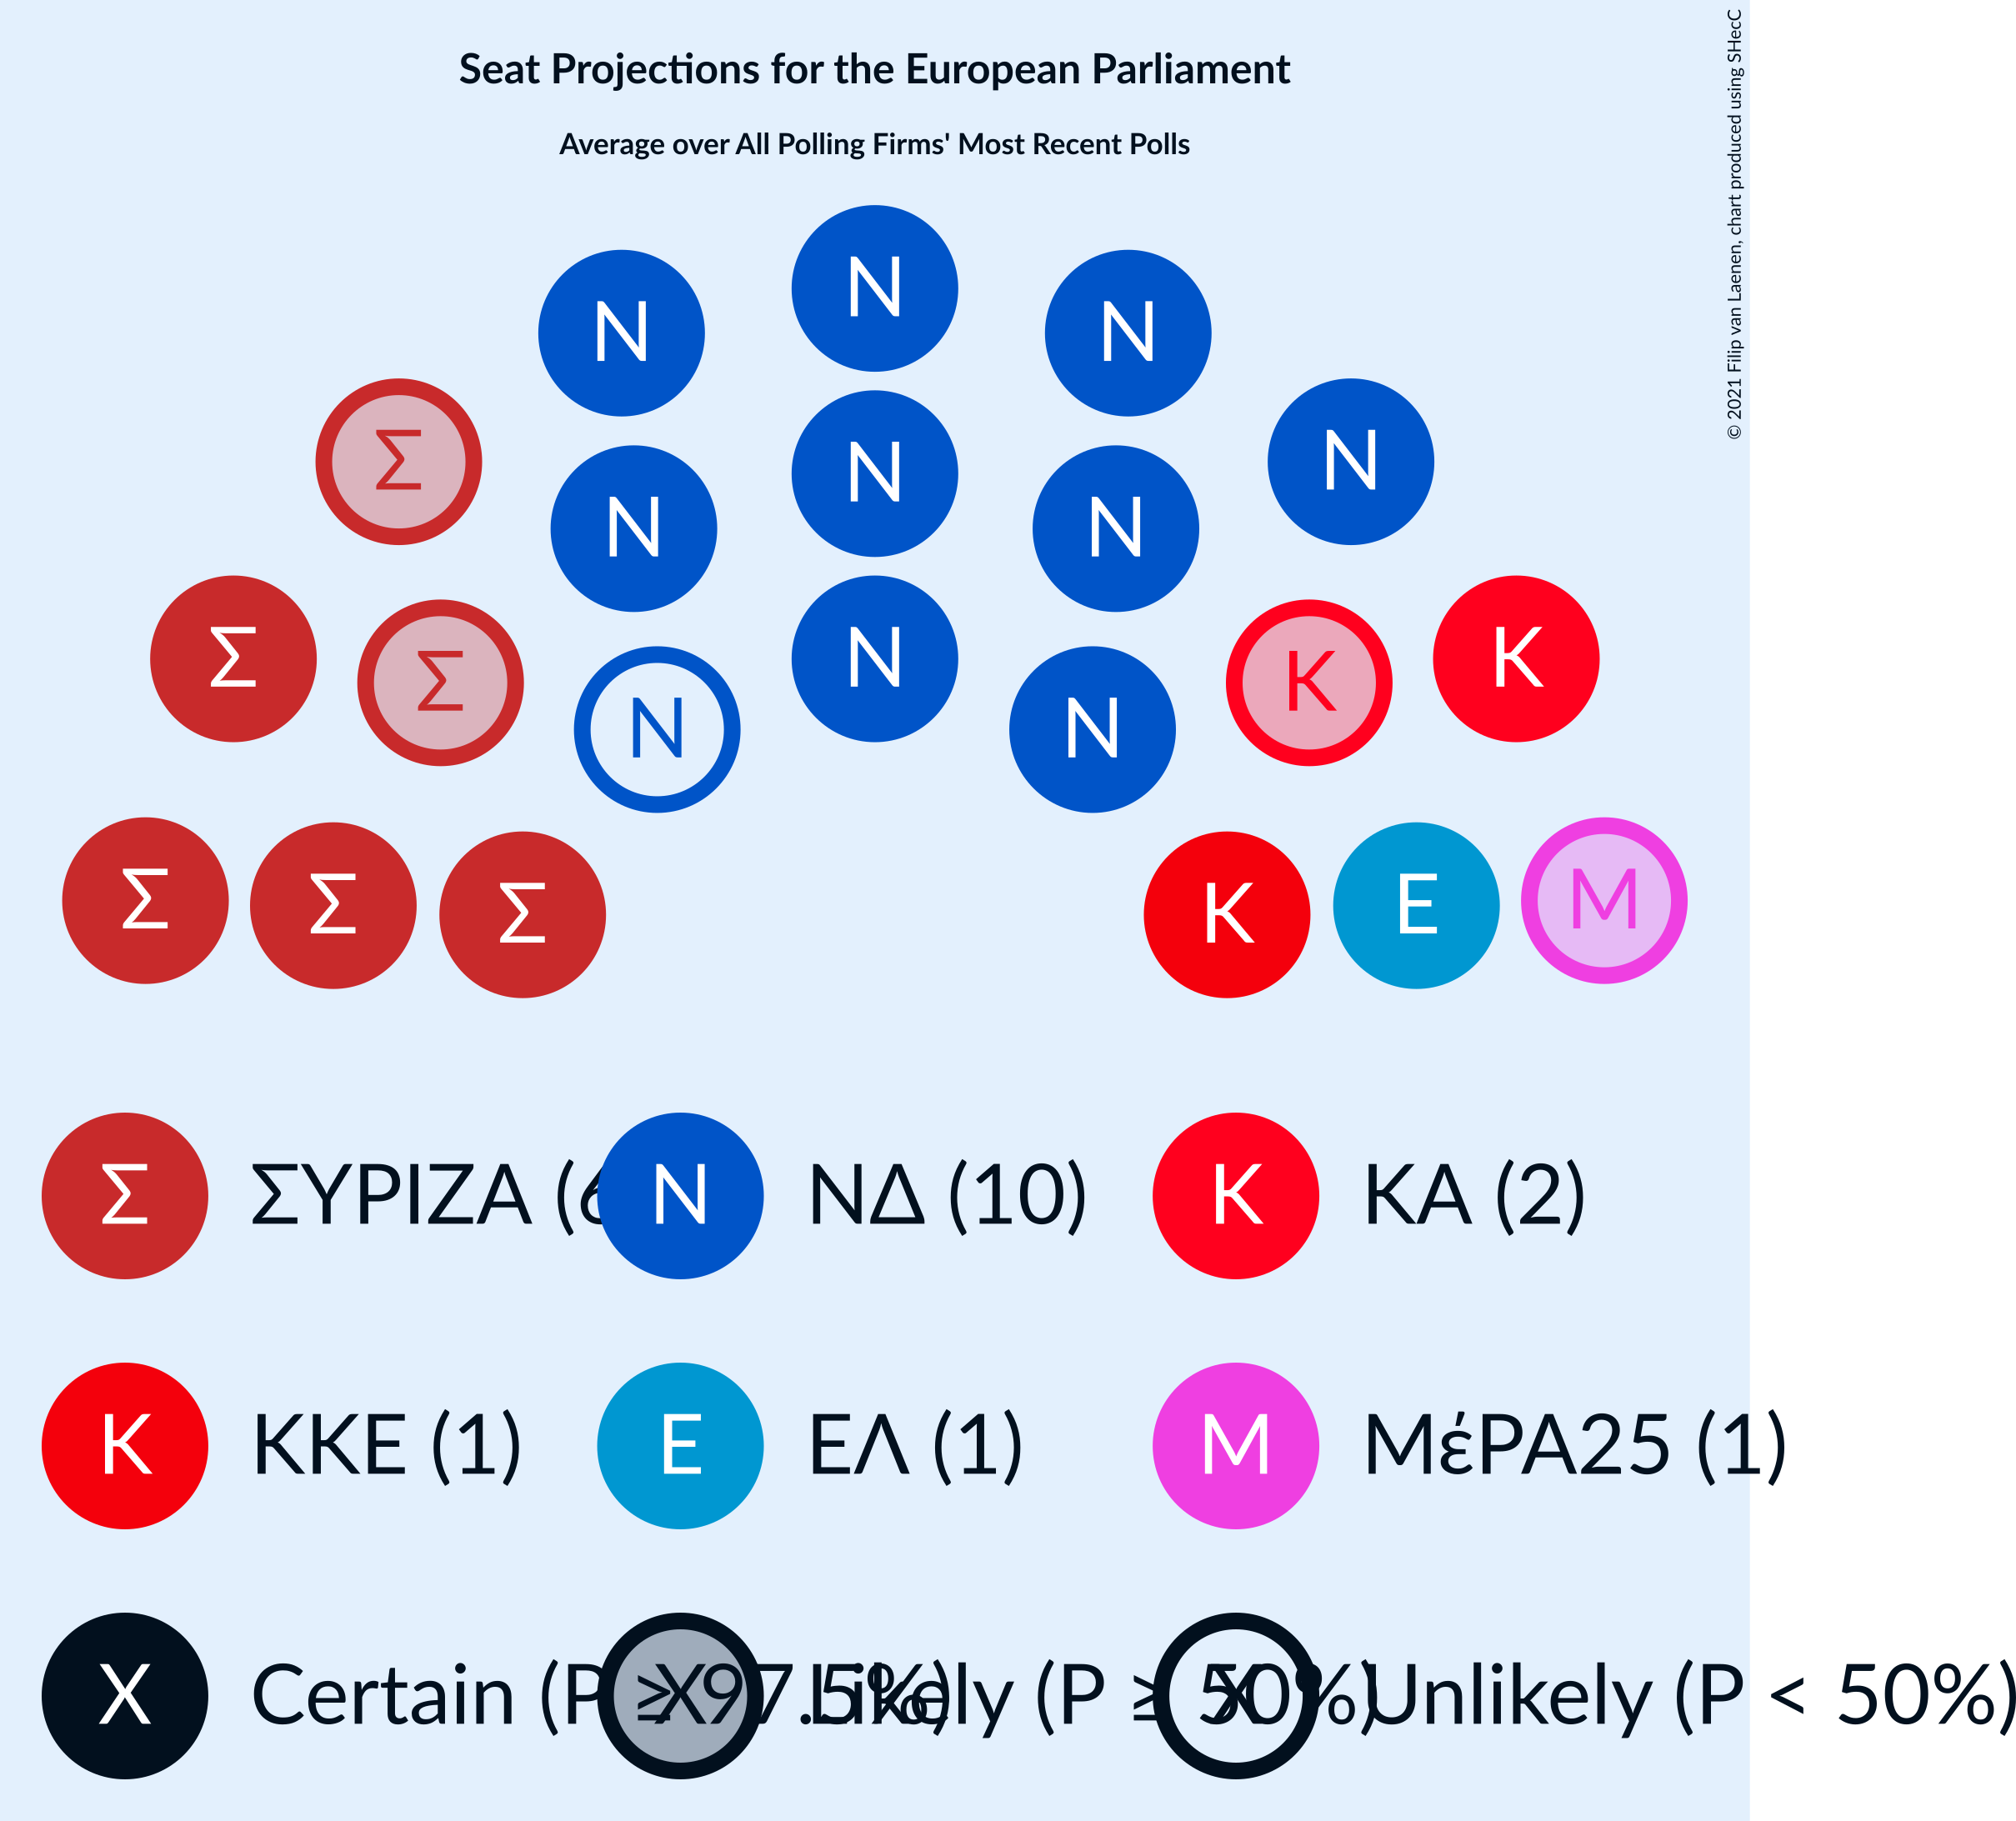 Seat Projections for the European Parliament
Average over All Polling Firms' Most Recent Polls
© 2021 Filip van Laenen, chart produced using SHecC
N
N N
Σ N N
N N
Σ N K
Σ K
N N
Σ Σ Σ K E M
Σ ΣΥΡΙΖΑ (6 N ΝΔ (10) K ΚΑ (2)
K ΚΚΕ (1) E ΕΛ (1) M ΜέΡΑ25 (1)
X Certain (P ≥ 97.5%) X Likely (P ≥ 50%) X Unlikely (P < 50%)